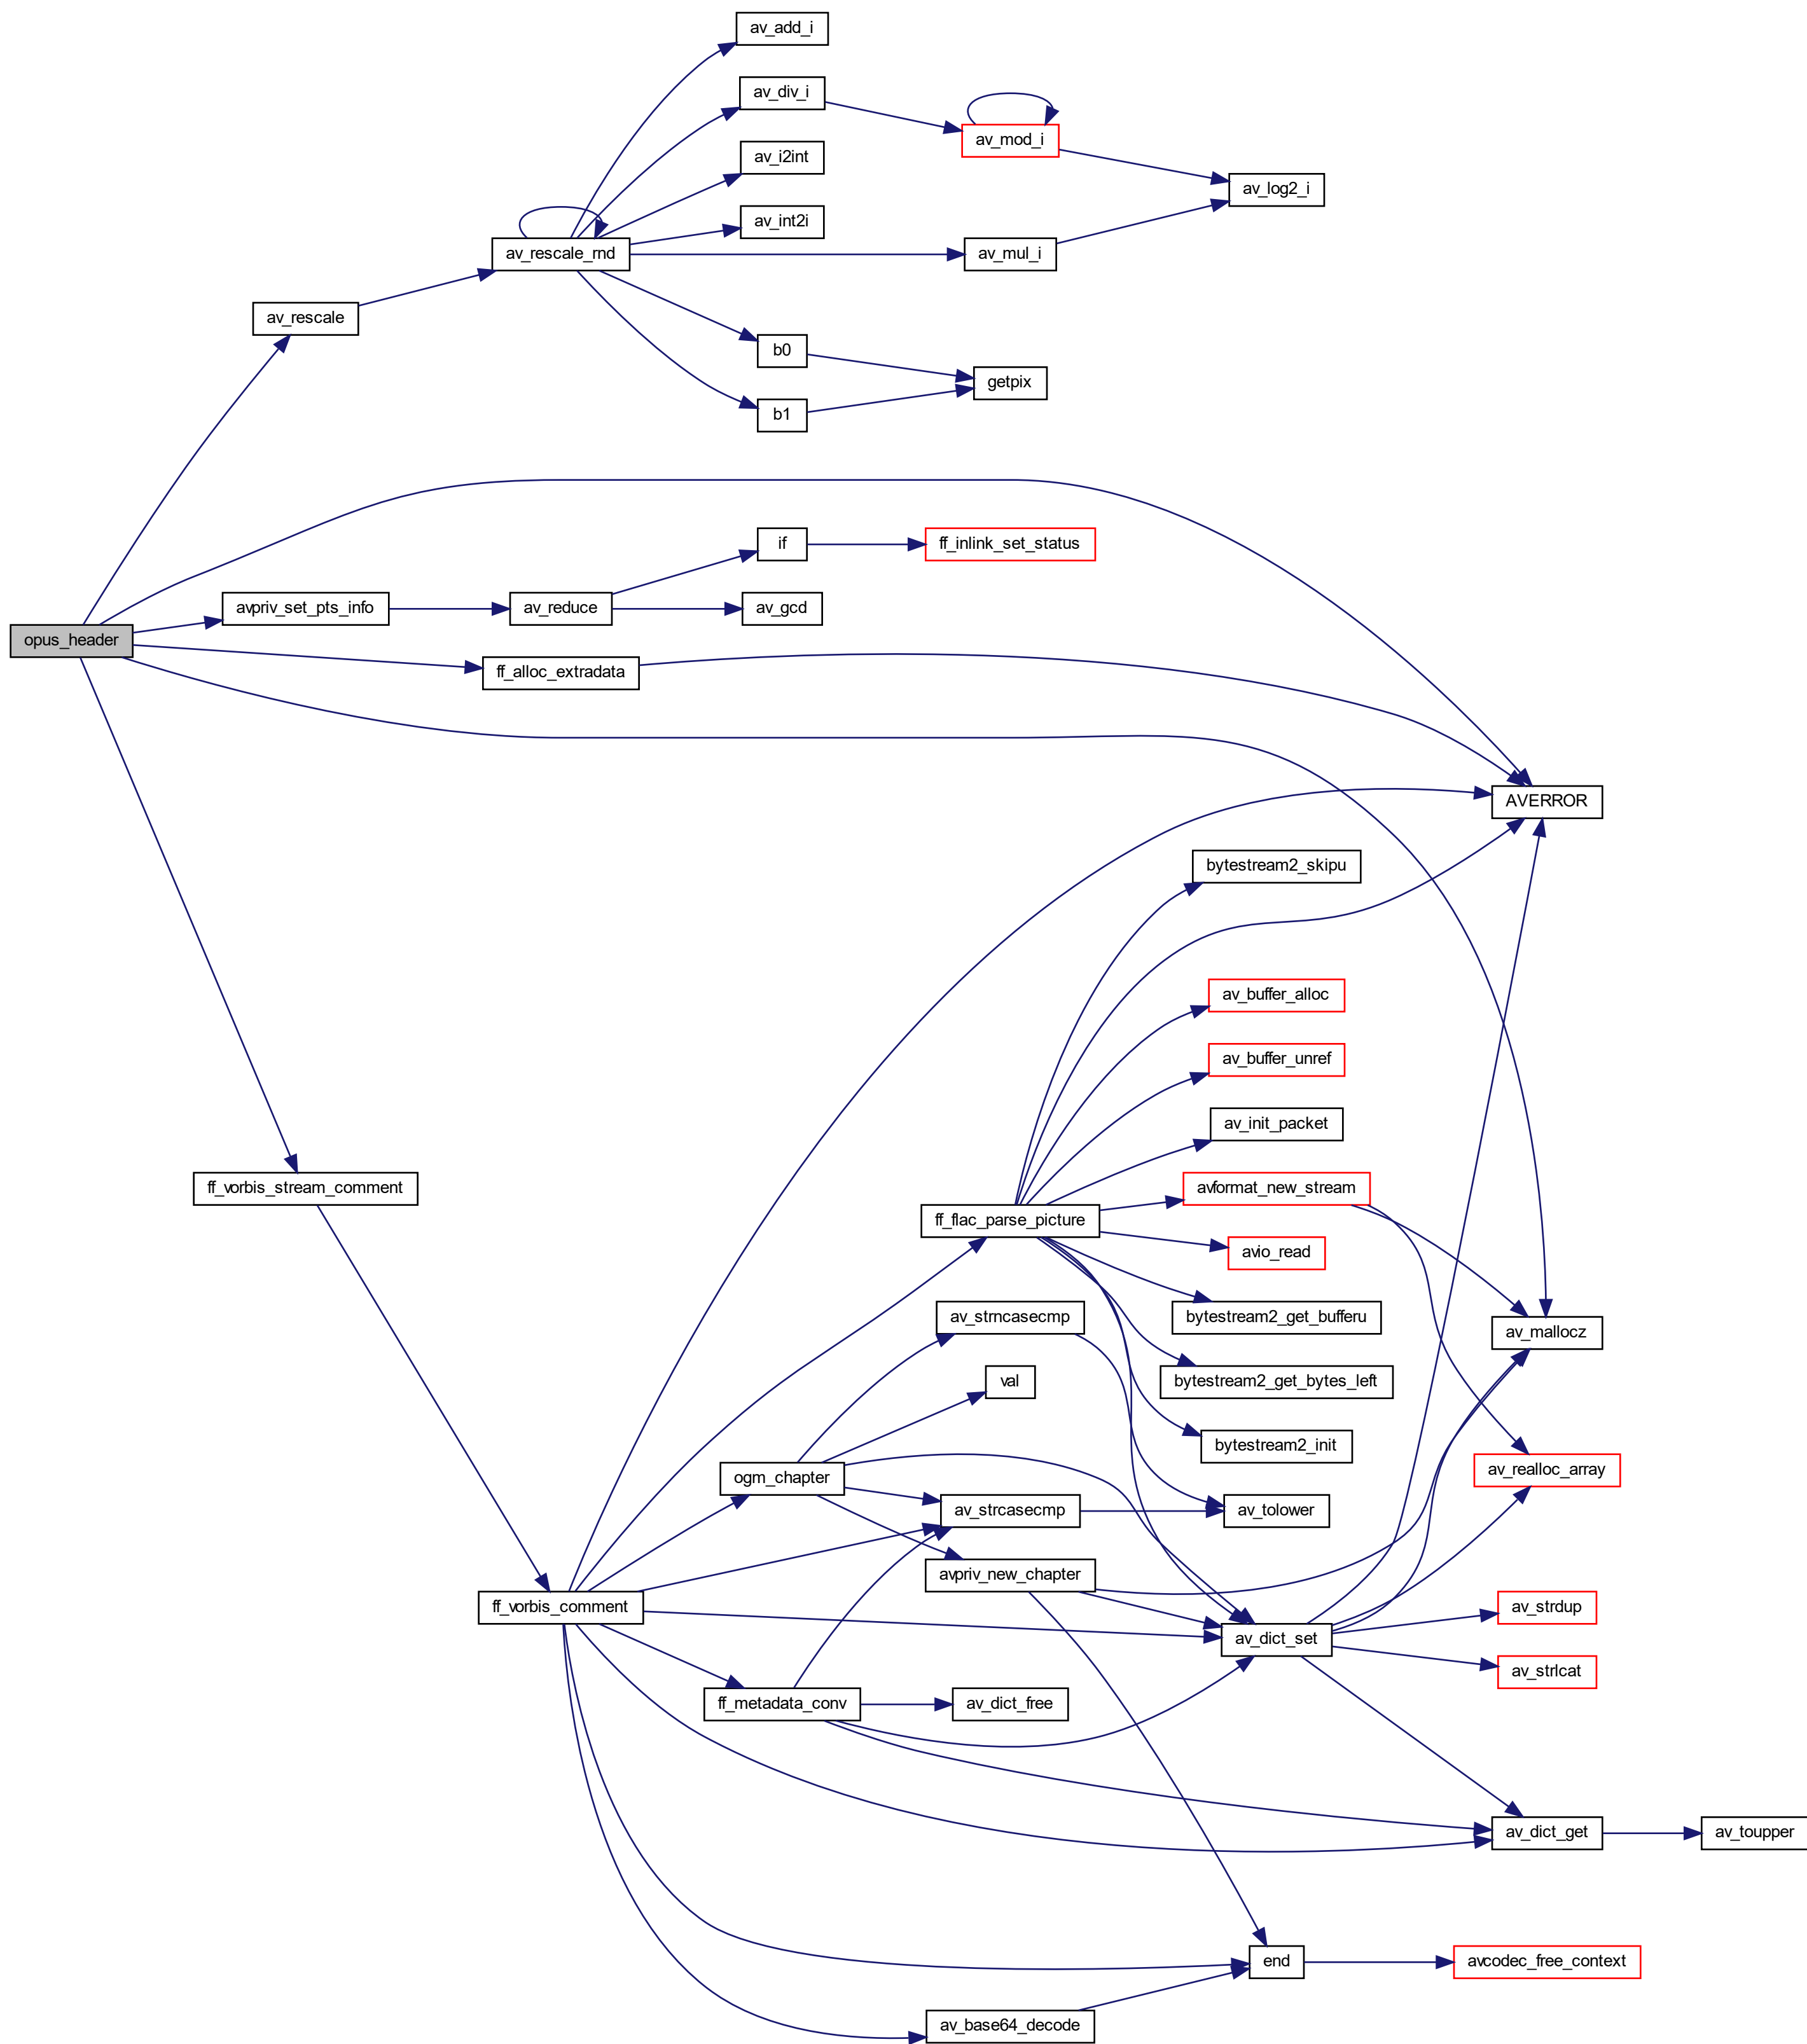 av_add_i
av_div_i
av_mod_i
av_i2int
av_log2_i
av_int2i
av_rescale_rnd
av_mul_i
av_rescale
b0
getpix
b1
if
ff_inlink_set_status
avpriv_set_pts_info
av_reduce
av_gcd
opus_header
ff_alloc_extradata
AVERROR
bytestream2_skipu
av_buffer_alloc
av_buffer_unref
av_init_packet
ff_vorbis_stream_comment
avformat_new_stream
ff_flac_parse_picture
avio_read
bytestream2_get_bufferu
av_strncasecmp
av_mallocz
val
bytestream2_get_bytes_left
bytestream2_init
ogm_chapter
av_realloc_array
av_strcasecmp
av_tolower
avpriv_new_chapter
ff_vorbis_comment
av_strdup
av_dict_set
av_strlcat
ff_metadata_conv
av_dict_free
av_dict_get
av_toupper
end
avcodec_free_context
av_base64_decode